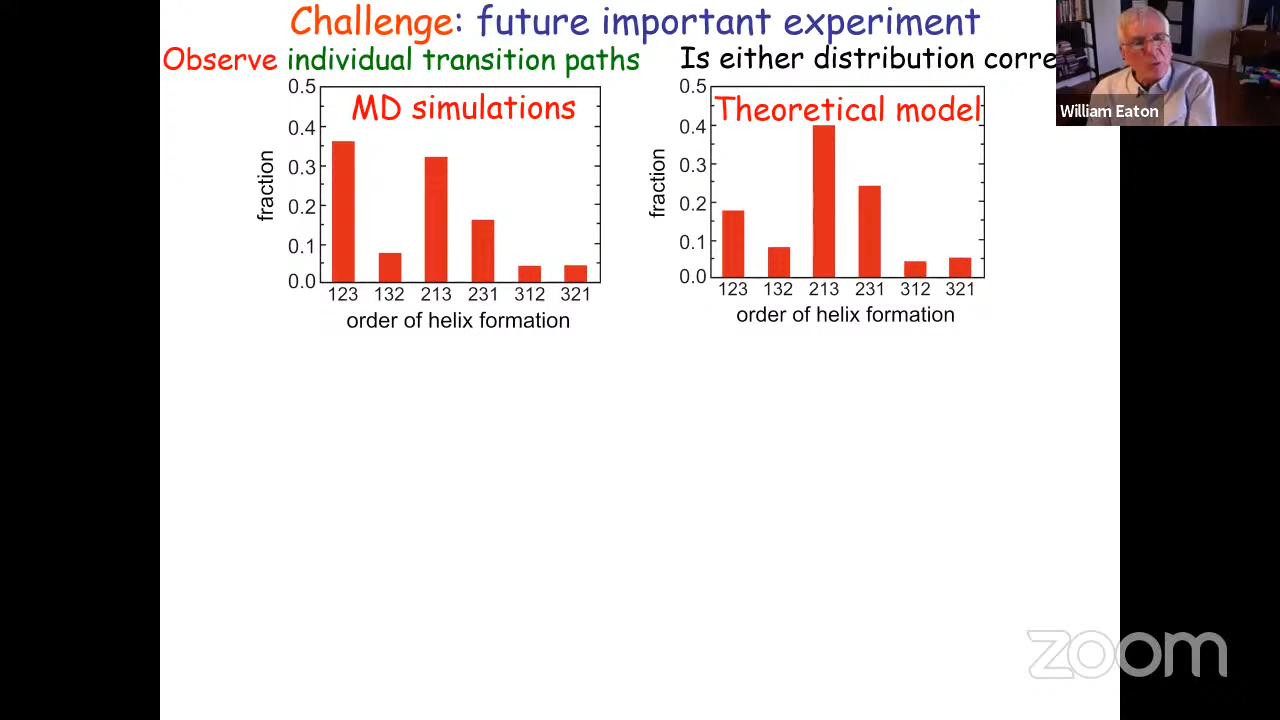 Challenge: future important experiment
Observe individual transition paths
Is either distribution corre
William Eaton
MD simulations
0.5
0.4
0.3
0.2
0.1
0.0
fraction
123 132 213 231 312 321
order of helix formation
Theoretical model
0.5
0.4
0.3
0.2
0.1
0.0
fraction
123 132 213 231 312 321
order of helix formation
zoom